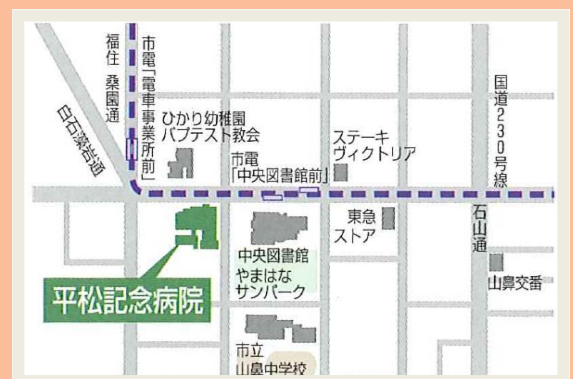 福住 桑園通
市電「電車事業所前」
白石藻岩通
ひかり幼稚園
バプテスト教会
市電
「中央図書館前」
ステーキ
ヴィクトリア
国道230号線
石山通
東急
ストア
中央図書館
やまはな
サンパーク
山鼻交番
平松記念病院
市立
山鼻中学校